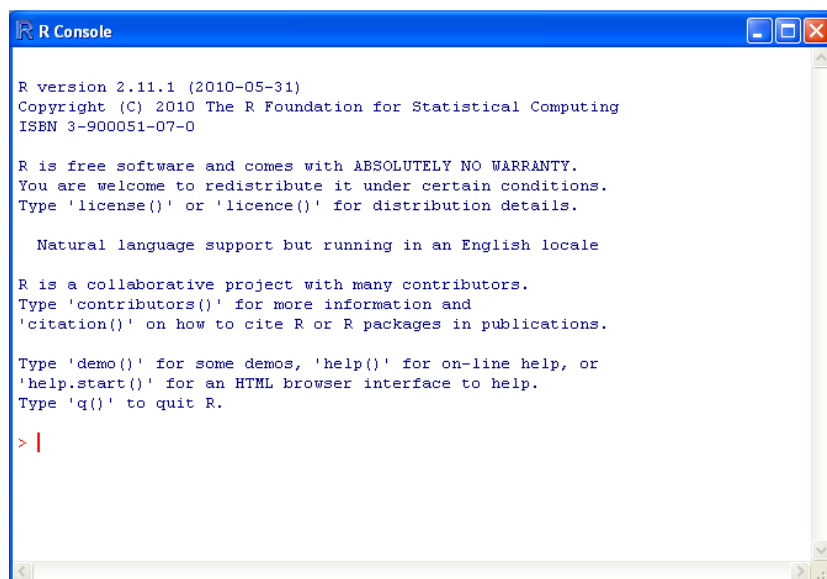 R Console
R version 2.11.1 (2010-05-31)
Copyright (C) 2010 The R Foundation for Statistical Computing
ISBN 3-900051-07-0
R is free software and comes with ABSOLUTELY NO WARRANTY.
You are welcome to redistribute it under certain conditions.
Type 'license()' or 'licence()' for distribution details.
Natural language support but running in an English locale
R is a collaborative project with many contributors.
Type 'contributors()' for more information and
'citation()' on how to cite R or R packages in publications.
Type 'demo()' for some demos, 'help()' for on-line help, or
'help.start()' for an HTML browser interface to help.
Type 'q()' to quit R.
>